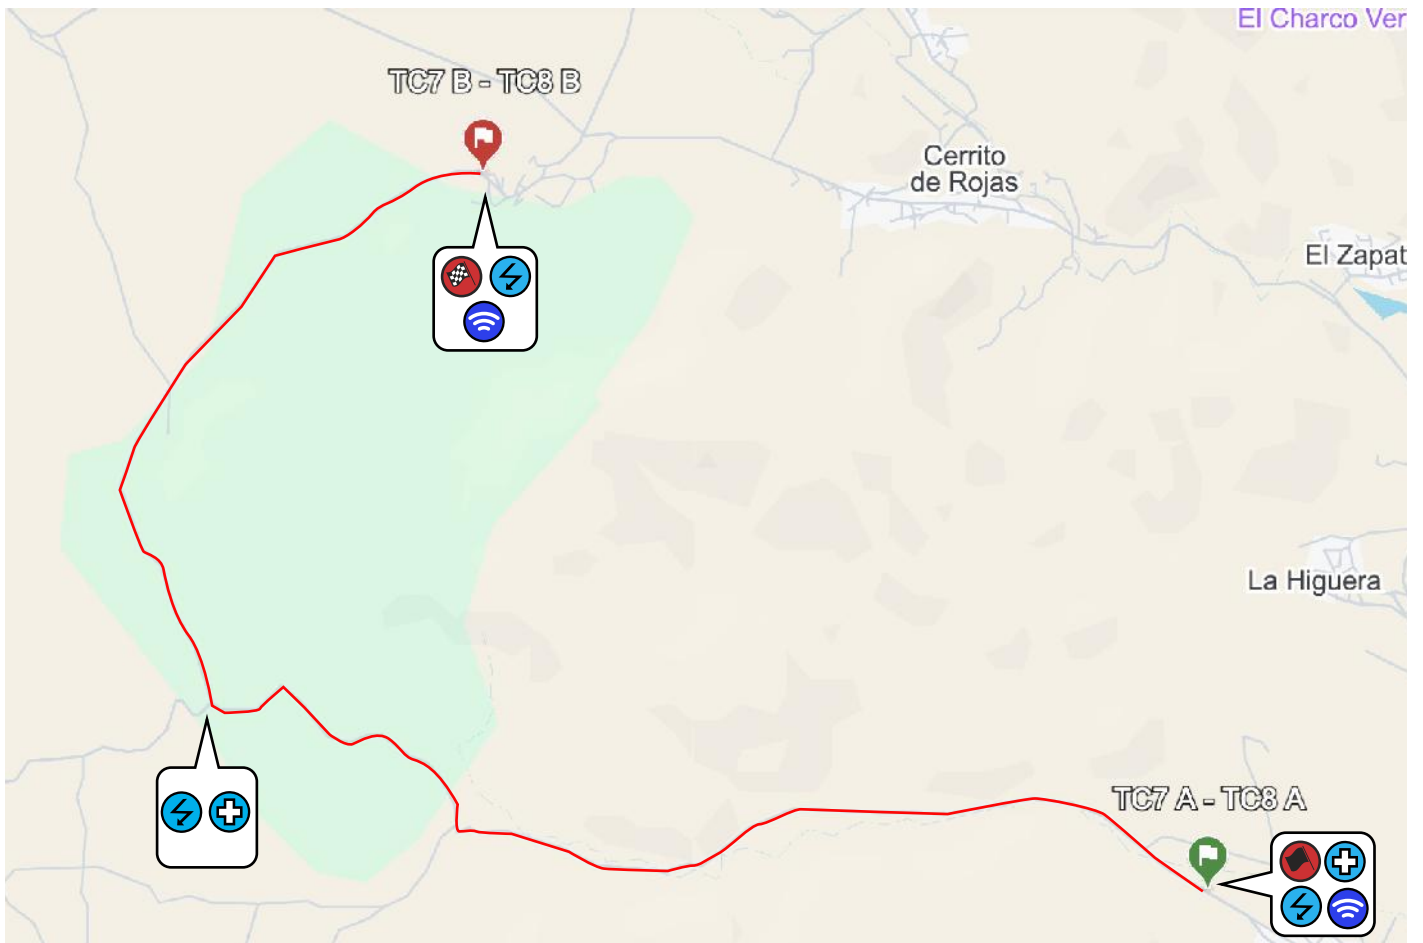 El Charco Ver
TC7 B - TC8 B
Cerrito
de Rojas
El Zapat
La Higuera
TC7 A - TC8 A